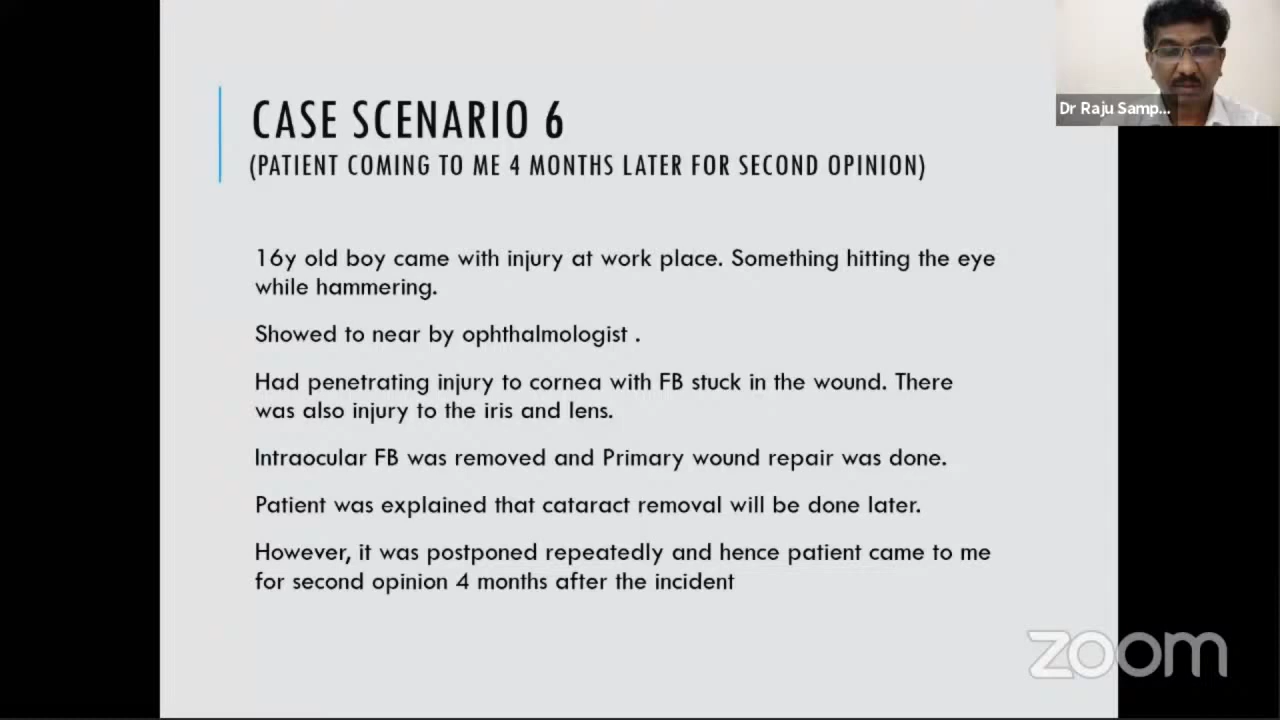 Dr Raju Samp...
CASE SCENARIO 6
(PATIENT COMING TO ME 4 MONTHS LATER FOR SECOND OPINION)
16y old boy came with injury at work place. Something hitting the eye
while hammering.
Showed to near by ophthalmologist .
Had penetrating injury to cornea with FB stuck in the wound. There
was also injury to the iris and lens.
Intraocular FB was removed and Primary wound repair was done.
Patient was explained that cataract removal will be done later.
However, it was postponed repeatedly and hence patient came to me
for second opinion 4 months after the incident
zoom